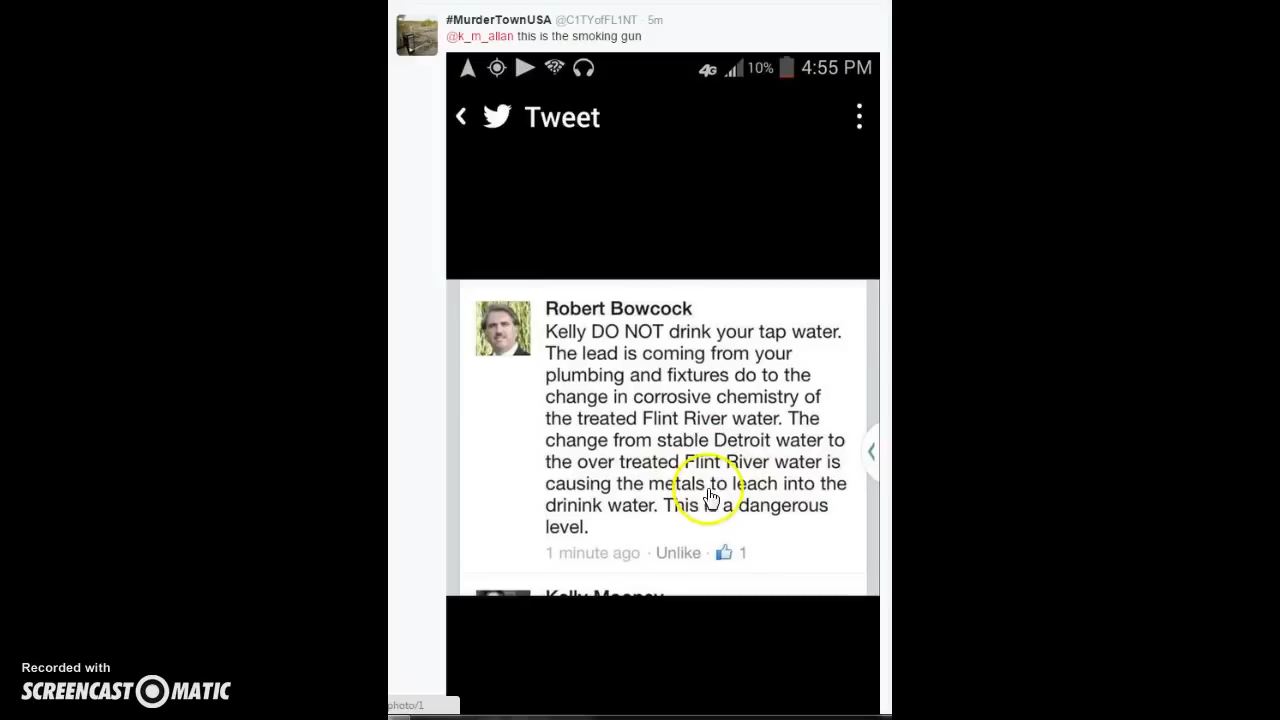 #MurderTownUSA @C1TYofFL1NT · 5m
@k_m_allan this is the smoking gun
4G 10% 4:55 PM
Tweet
Robert Bowcock
Kelly DO NOT drink your tap water.
The lead is coming from your
plumbing and fixtures do to the
change in corrosive chemistry of
the treated Flint River water. The
change from stable Detroit water to
the over treated Flint River water is
causing the metals to leach into the
drinink water. This is a dangerous
level.
1 minute ago · Unlike · 1
Kelly Mooney
Recorded with
SCREENCAST MATIC
photo/1